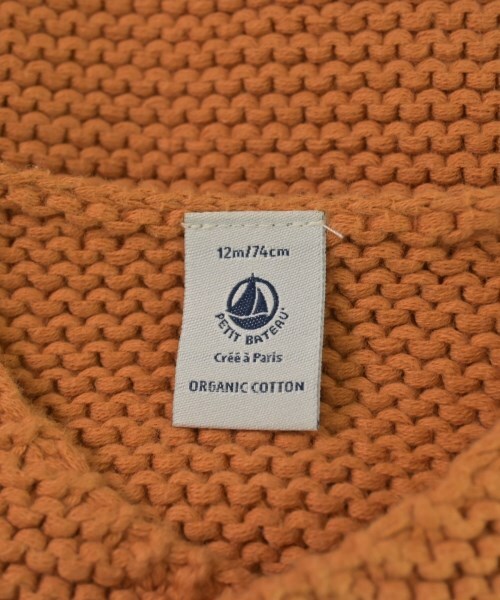 12m/74cm
PETIT BATEAU
Créé à Paris
ORGANIC COTTON